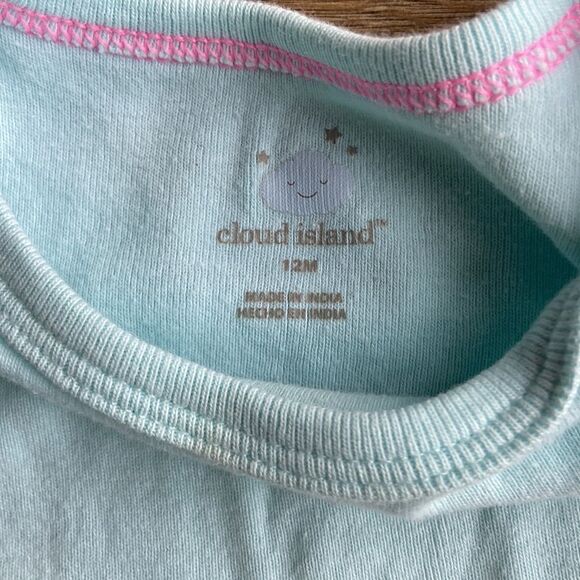 cloud island™
12M
MADE IN INDIA
HECHO EN INDIA